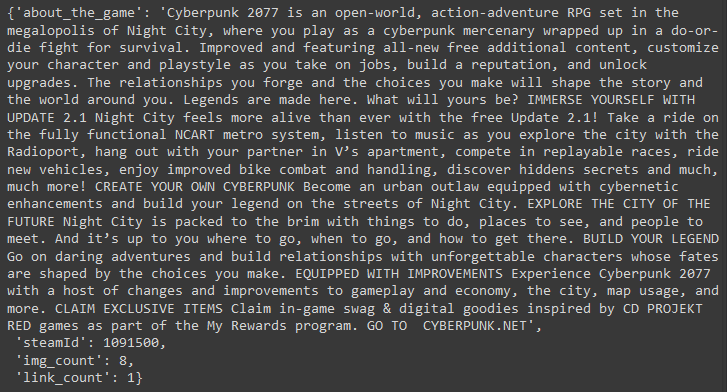 {'about_the_game': 'Cyberpunk 2077 is an open-world, action-adventure RPG set in the
megalopolis of Night City, where you play as a cyberpunk mercenary wrapped up in a do-or-
die fight for survival. Improved and featuring all-new free additional content, customize
your character and playstyle as you take on jobs, build a reputation, and unlock
upgrades. The relationships you forge and the choices you make will shape the story and
the world around you. Legends are made here. What will yours be? IMMERSE YOURSELF WITH
UPDATE 2.1 Night City feels more alive than ever with the free Update 2.1! Take a ride on
the fully functional NCART metro system, listen to music as you explore the city with the
Radioport, hang out with your partner in V’s apartment, compete in replayable races, ride
new vehicles, enjoy improved bike combat and handling, discover hiddens secrets and much,
much more! CREATE YOUR OWN CYBERPUNK Become an urban outlaw equipped with cybernetic
enhancements and build your legend on the streets of Night City. EXPLORE THE CITY OF THE
FUTURE Night City is packed to the brim with things to do, places to see, and people to
meet. And it’s up to you where to go, when to go, and how to get there. BUILD YOUR LEGEND
Go on daring adventures and build relationships with unforgettable characters whose fates
are shaped by the choices you make. EQUIPPED WITH IMPROVEMENTS Experience Cyberpunk 2077
with a host of changes and improvements to gameplay and economy, the city, map usage, and
more. CLAIM EXCLUSIVE ITEMS Claim in-game swag & digital goodies inspired by CD PROJEKT
RED games as part of the My Rewards program. GO TO  CYBERPUNK.NET',
'steamId': 1091500,
'img_count': 8,
'link_count': 1}